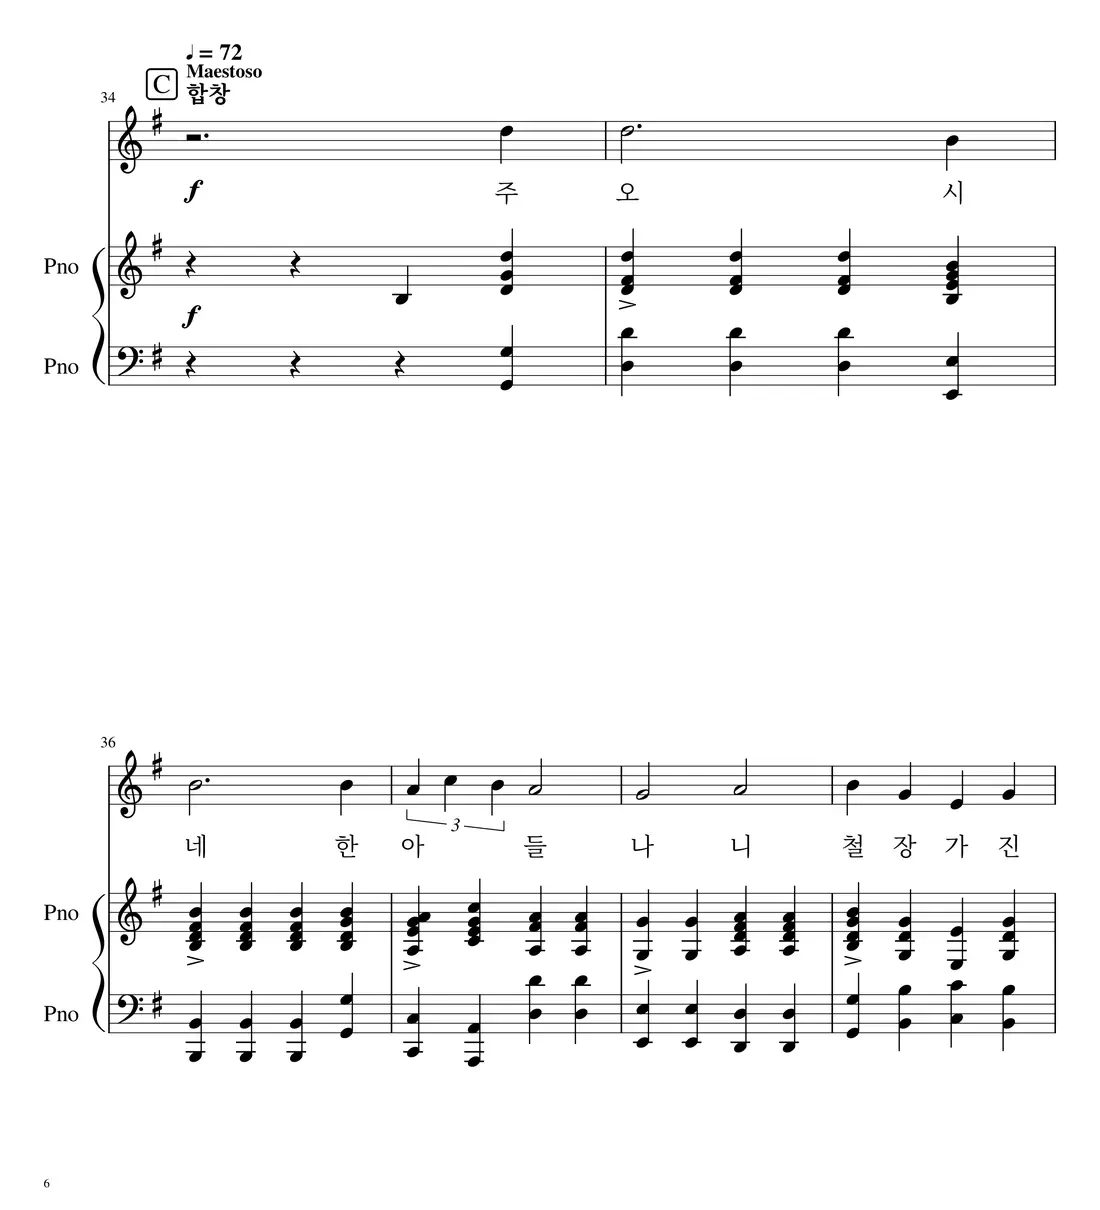 ♩ = 72
Maestoso
C
합창
34
f
주 오 시
Pno
f
Pno
36
3
네 한 아 들 나 니 철 장 가 진
Pno
Pno
6